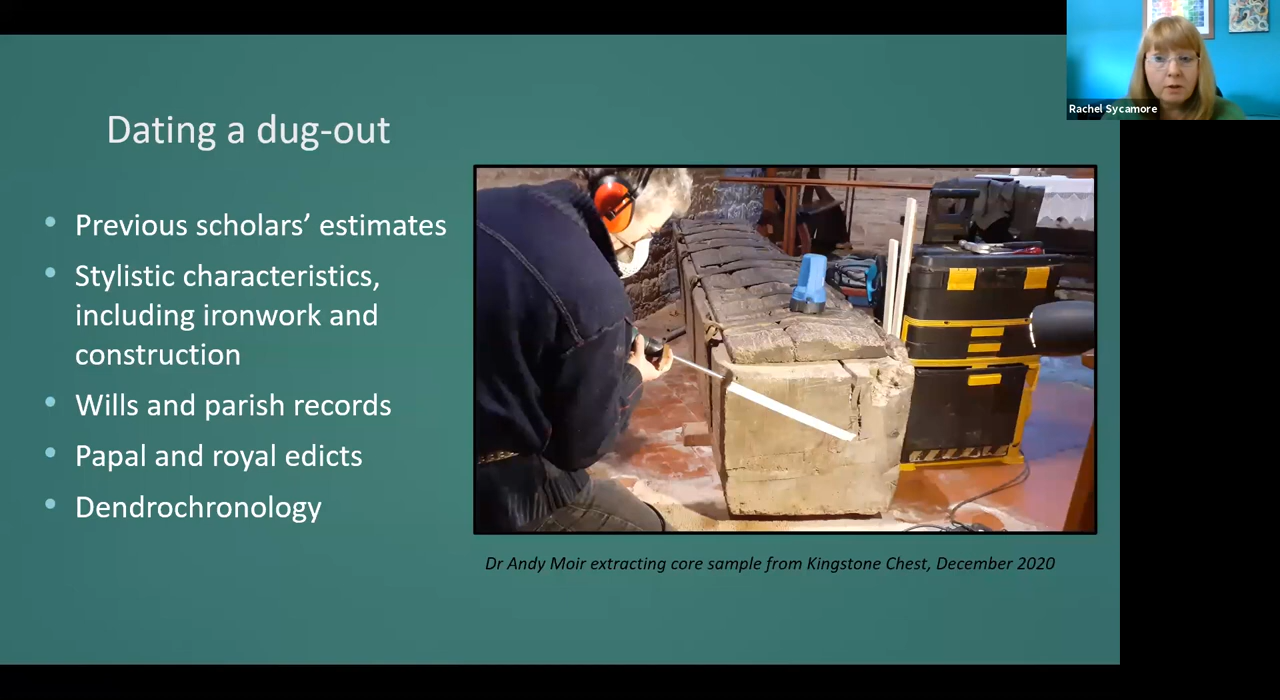 Rachel Sycamore
Dating a dug-out
Previous scholars’ estimates
Stylistic characteristics,
including ironwork and
construction
Wills and parish records
Papal and royal edicts
Dendrochronology
Dr Andy Moir extracting core sample from Kingstone Chest, December 2020